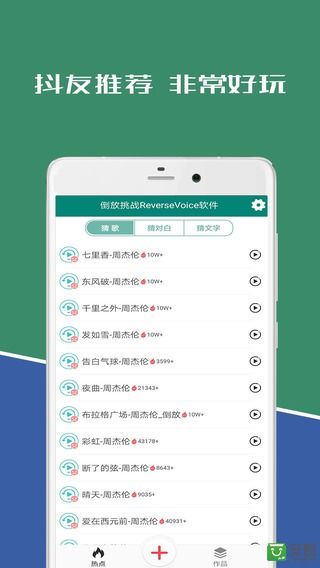 抖友推荐 非常好玩
倒放挑战ReverseVoice软件
猜歌 猜对白 猜文字
七里香-周杰伦 10W+
东风破-周杰伦 10W+
千里之外-周杰伦 10W+
发如雪-周杰伦 10W+
告白气球-周杰伦 3599+
夜曲-周杰伦 21343+
布拉格广场-周杰伦_倒放 10W+
彩虹-周杰伦 43178+
断了的弦-周杰伦 8643+
晴天-周杰伦 9035+
爱在西元前-周杰伦 40931+
热点 作品